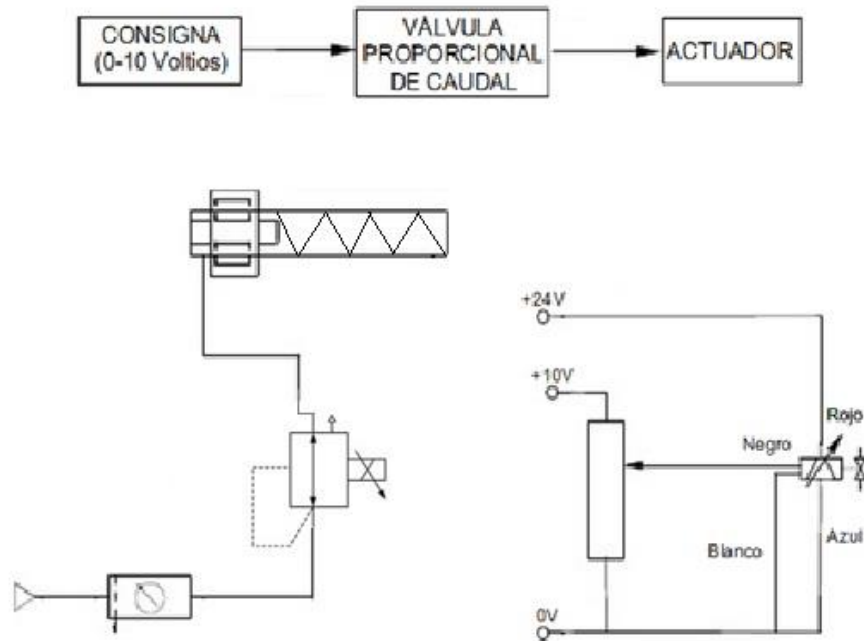 CONSIGNA
(0-10 Voltios)
VÁLVULA
PROPORCIONAL
DE CAUDAL
ACTUADOR
+24V
+10V
Rojo
Negro
Azul
Blanco
0V